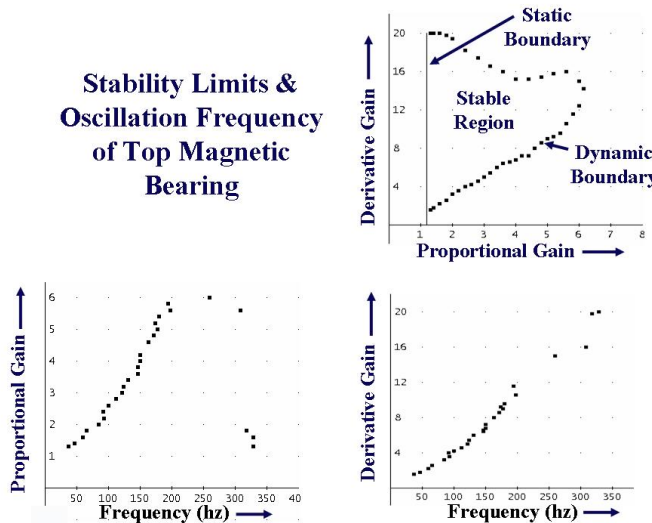 Stability Limits &
Oscillation Frequency
of Top Magnetic
Bearing
Derivative Gain
20
16
12
8
4
Static
Boundary
Stable
Region
Dynamic
Boundary
1 2 3 4 5 6 7 8
Proportional Gain
Proportional Gain
6
5
4
3
2
1
50 100 150 200 250 300 350 40
Frequency (hz)
Derivative Gain
20
16
12
8
4
50 100 150 200 250 300 350
Frequency (hz)